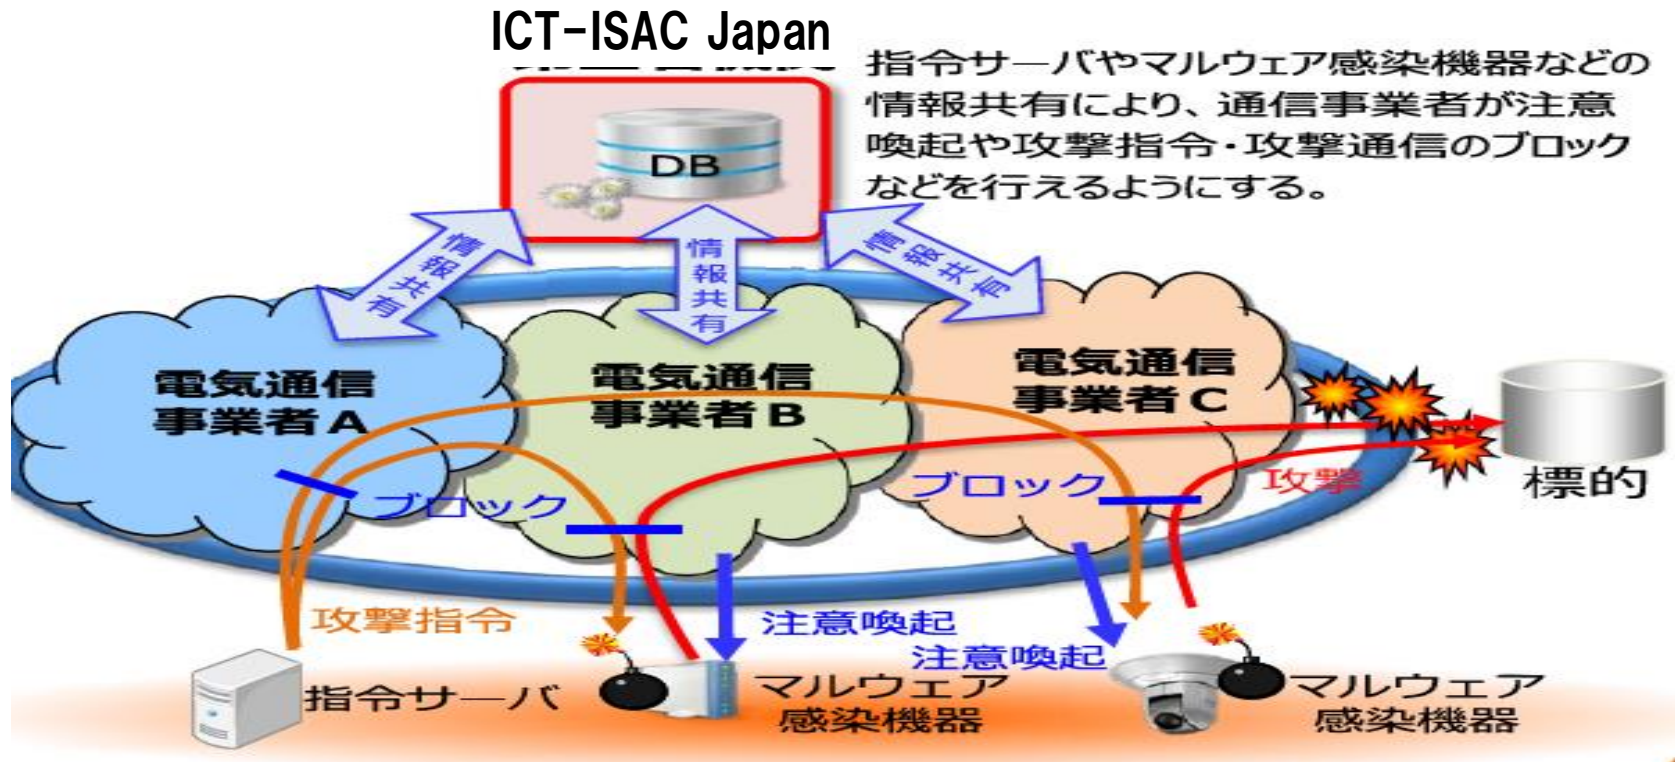 ICT-ISAC Japan
指令サーバやマルウェア感染機器などの
情報共有により、通信事業者が注意
喚起や攻撃指令・攻撃通信のブロック
などを行えるようにする。
DB
情報共有
情報共有
情報共有
電気通信
事業者A
電気通信
事業者B
電気通信
事業者C
ブロック
ブロック
攻撃
標的
攻撃指令
注意喚起
注意喚起
指令サーバ
マルウェア
感染機器
マルウェア
感染機器